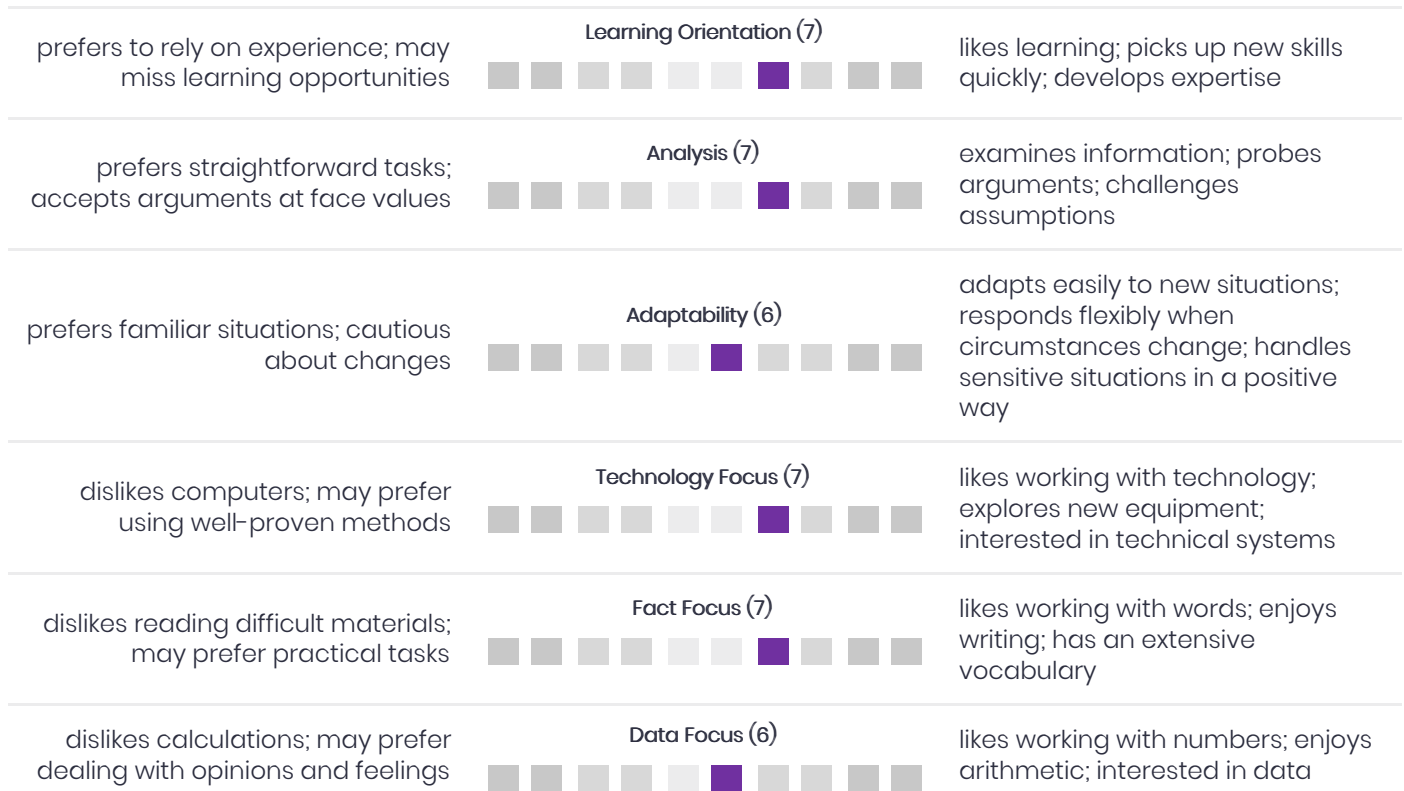 Learning Orientation (7)
prefers to rely on experience; may
miss learning opportunities
likes learning; picks up new skills
quickly; develops expertise
Analysis (7)
prefers straightforward tasks;
accepts arguments at face values
examines information; probes
arguments; challenges
assumptions
Adaptability (6)
prefers familiar situations; cautious
about changes
adapts easily to new situations;
responds flexibly when
circumstances change; handles
sensitive situations in a positive
way
Technology Focus (7)
dislikes computers; may prefer
using well-proven methods
likes working with technology;
explores new equipment;
interested in technical systems
Fact Focus (7)
dislikes reading difficult materials;
may prefer practical tasks
likes working with words; enjoys
writing; has an extensive
vocabulary
Data Focus (6)
dislikes calculations; may prefer
dealing with opinions and feelings
likes working with numbers; enjoys
arithmetic; interested in data